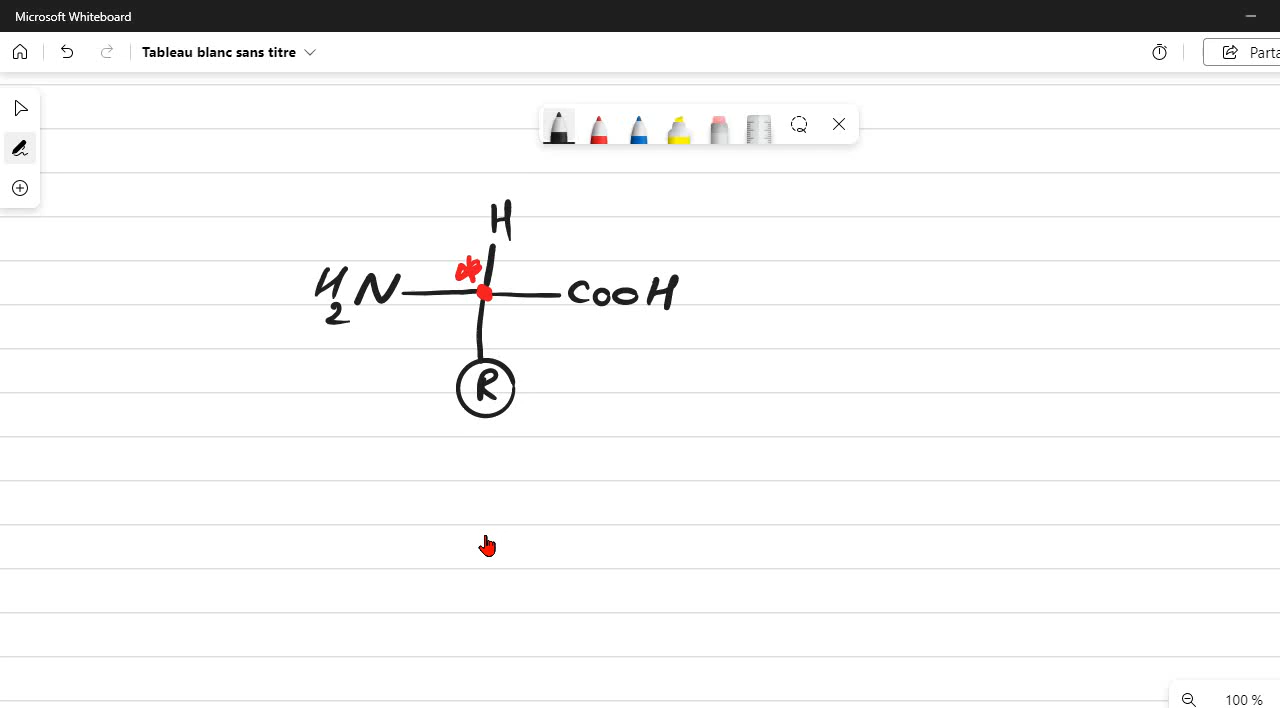 Microsoft Whiteboard
Tableau blanc sans titre
Parta
H
*
H2N
COOH
R
100 %